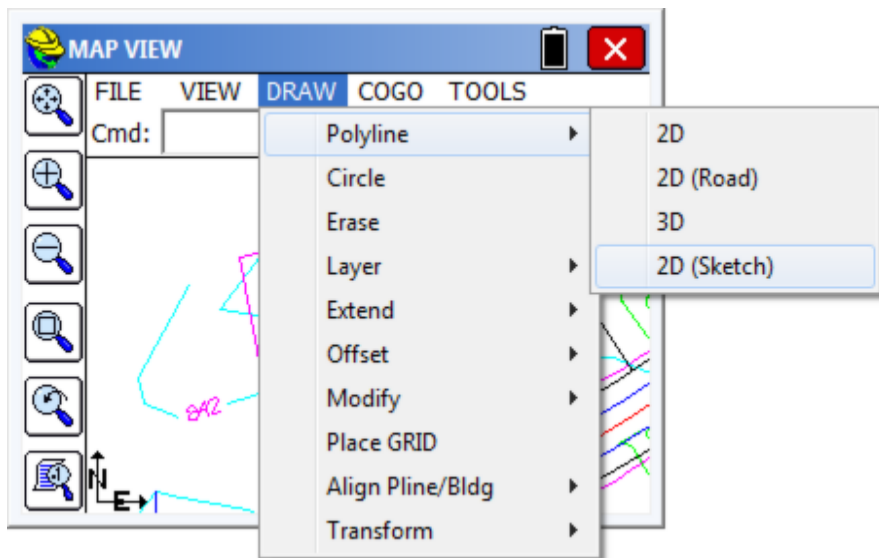 MAP VIEW
FILE VIEW DRAW COGO TOOLS
Cmd:
Polyline
Circle
Erase
Layer
Extend
Offset
Modify
Place GRID
Align Pline/Bldg
Transform
2D
2D (Road)
3D
2D (Sketch)
842
N
E